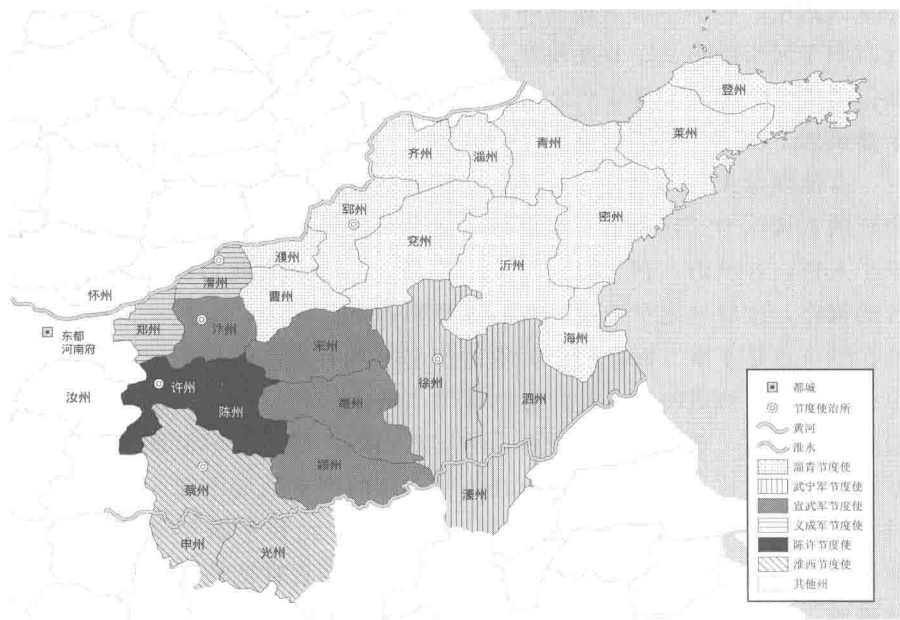 登州
莱州
青州
淄州
齐州
郓州
密州
兖州
濮州
沂州
滑州
怀州
曹州
郑州
汴州
东都
河南府
宋州
海州
徐州
许州
汝州
亳州
泗州
陈州
颍州
蔡州
濠州
申州
光州
都城
节度使治所
黄河
淮水
淄青节度使
武宁军节度使
宣武军节度使
义成军节度使
陈许节度使
淮西节度使
其他州